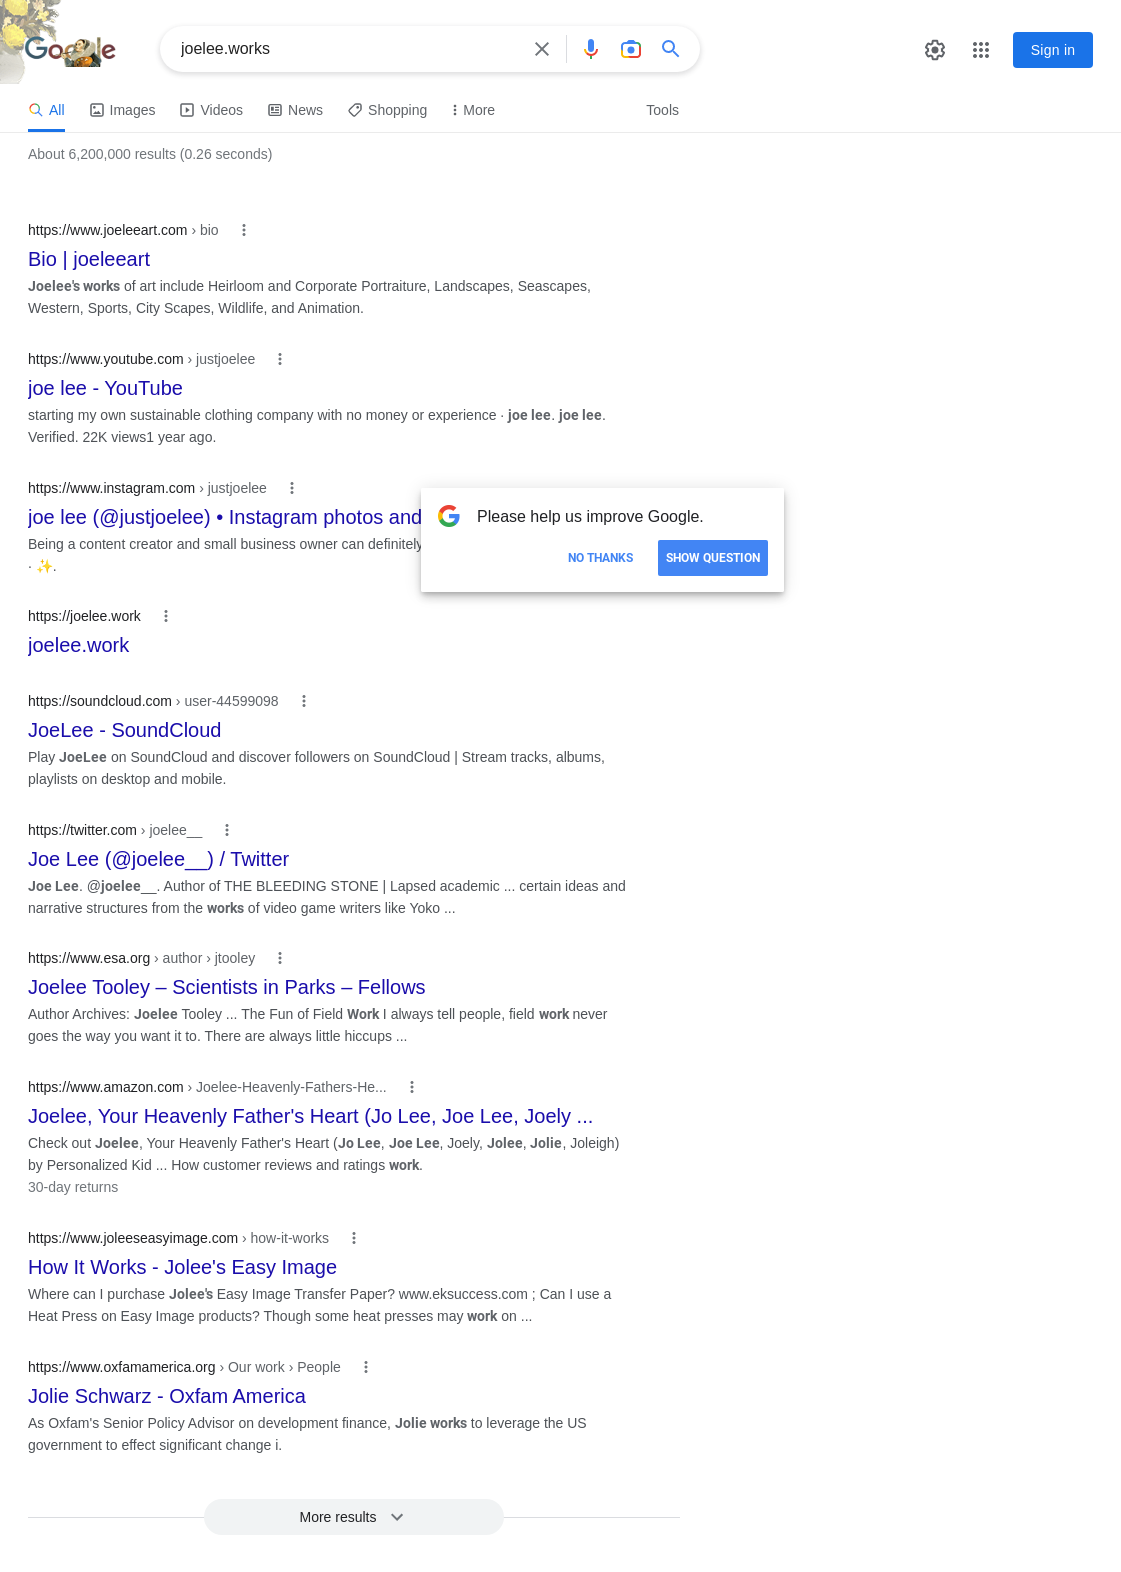 Google
joelee.works
Sign in
All
Images
Videos
News
Shopping
More
Tools
About 6,200,000 results (0.26 seconds)
https://www.joeleeart.com › bio
Bio | joeleeart
Joelee's works of art include Heirloom and Corporate Portraiture, Landscapes, Seascapes,
Western, Sports, City Scapes, Wildlife, and Animation.
https://www.youtube.com › justjoelee
joe lee - YouTube
starting my own sustainable clothing company with no money or experience · joe lee. joe lee.
Verified. 22K views1 year ago.
https://www.instagram.com › justjoelee
joe lee (@justjoelee) • Instagram photos and
Being a content creator and small business owner can definitely
· ✨.
Please help us improve Google.
NO THANKS
SHOW QUESTION
https://joelee.work
joelee.work
https://soundcloud.com › user-44599098
JoeLee - SoundCloud
Play JoeLee on SoundCloud and discover followers on SoundCloud | Stream tracks, albums,
playlists on desktop and mobile.
https://twitter.com › joelee__
Joe Lee (@joelee__) / Twitter
Joe Lee. @joelee__. Author of THE BLEEDING STONE | Lapsed academic ... certain ideas and
narrative structures from the works of video game writers like Yoko ...
https://www.esa.org › author › jtooley
Joelee Tooley – Scientists in Parks – Fellows
Author Archives: Joelee Tooley ... The Fun of Field Work I always tell people, field work never
goes the way you want it to. There are always little hiccups ...
https://www.amazon.com › Joelee-Heavenly-Fathers-He...
Joelee, Your Heavenly Father's Heart (Jo Lee, Joe Lee, Joely ...
Check out Joelee, Your Heavenly Father's Heart (Jo Lee, Joe Lee, Joely, Jolee, Jolie, Joleigh)
by Personalized Kid ... How customer reviews and ratings work.
30-day returns
https://www.joleeseasyimage.com › how-it-works
How It Works - Jolee's Easy Image
Where can I purchase Jolee's Easy Image Transfer Paper? www.eksuccess.com ; Can I use a
Heat Press on Easy Image products? Though some heat presses may work on ...
https://www.oxfamamerica.org › Our work › People
Jolie Schwarz - Oxfam America
As Oxfam's Senior Policy Advisor on development finance, Jolie works to leverage the US
government to effect significant change i.
More results